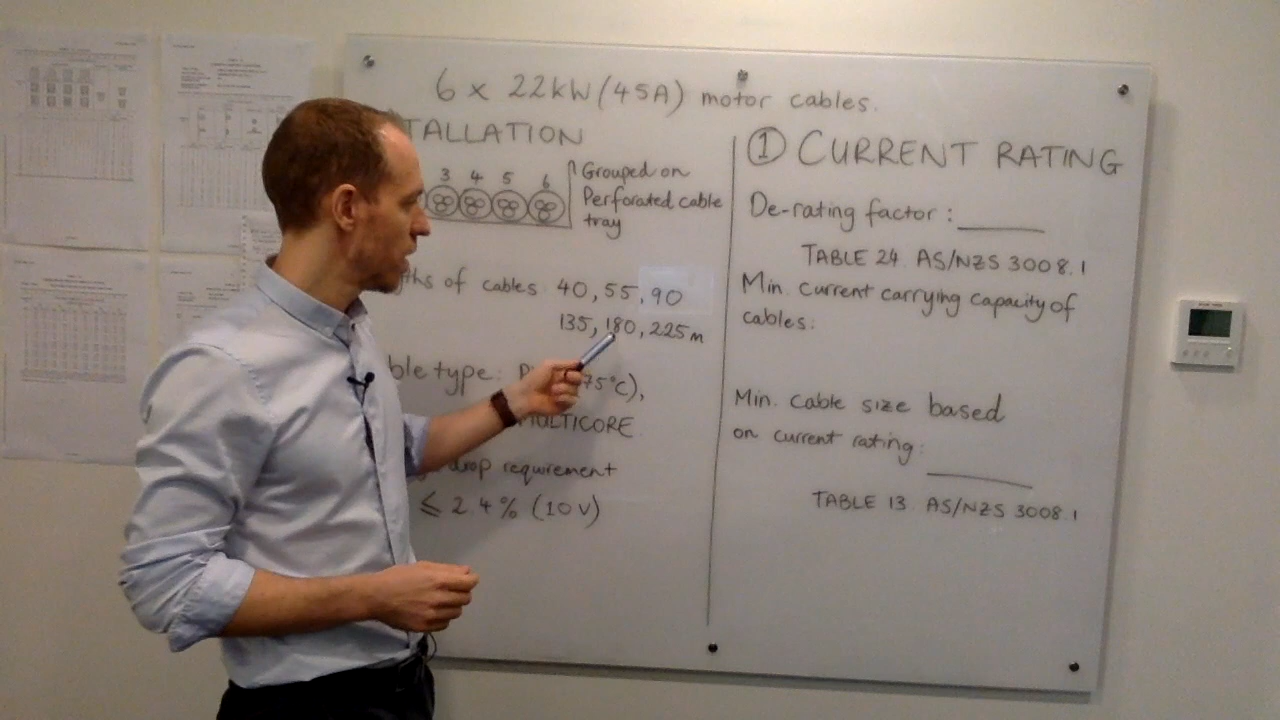 6 x 22kW (45A) motor cables.
TALLATION
3 4 5 6
Grouped on
Perforated cable
tray
ths of cables 40, 55, 90
135, 180, 225m
ble type: 75°C),
MULTICORE
drop requirement
≤ 2.4% (10V)
① CURRENT RATING
De-rating factor: ______
TABLE 24 AS/NZS 3008.1
Min. Current carrying capacity of
cables:
Min. Cable size based
on current rating: ______
TABLE 13 AS/NZS 3008.1